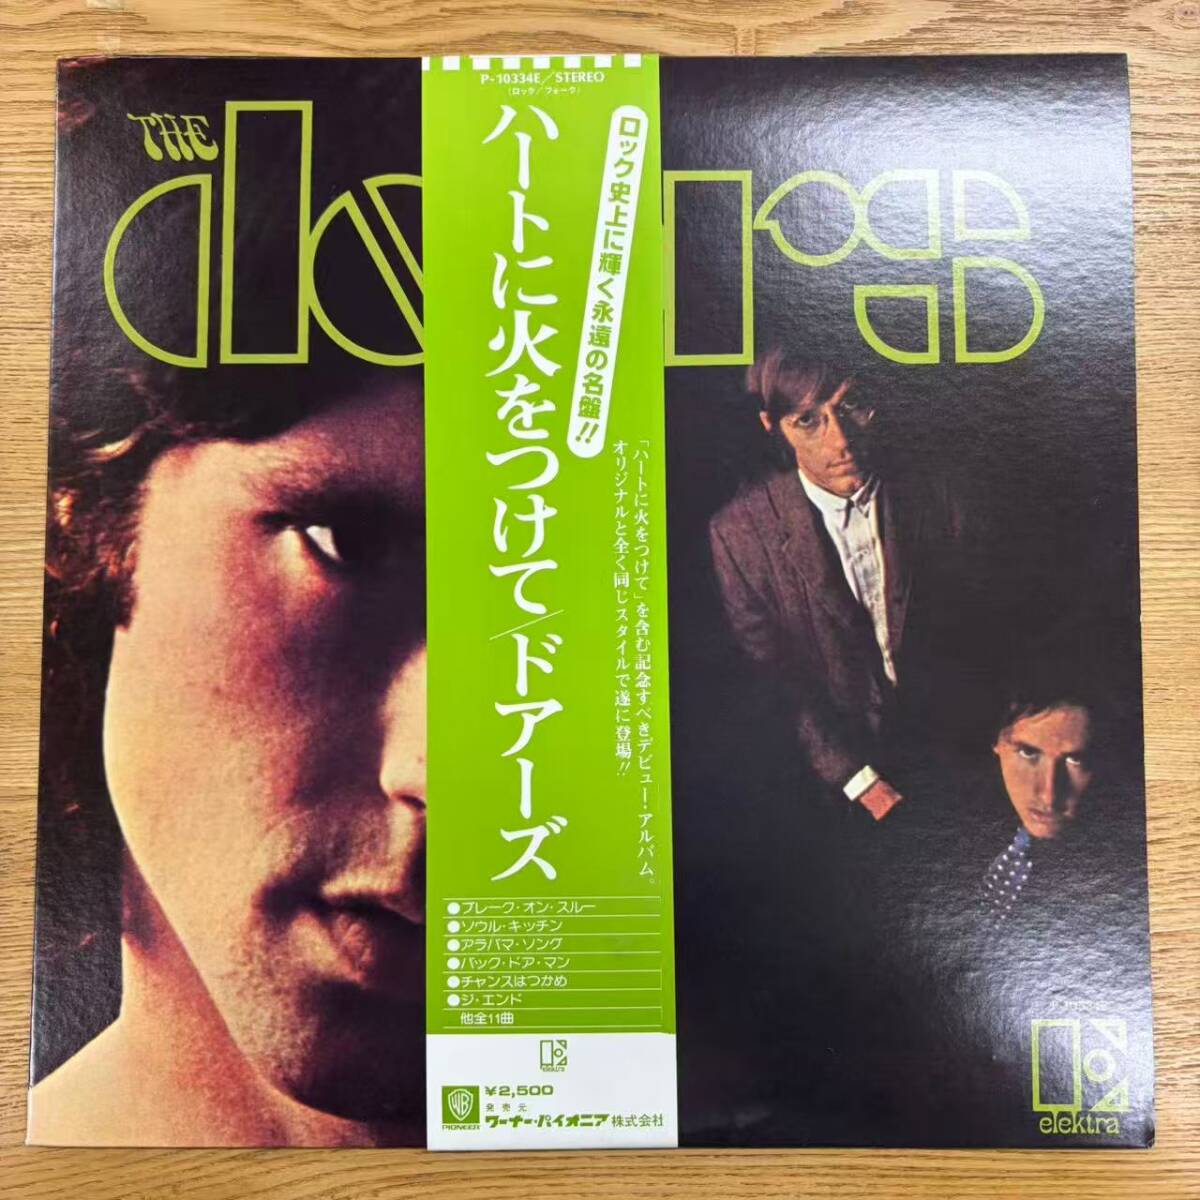 THE
doors
P-10334E/STEREO
(ロック/フォーク)
ハートに火をつけて/ドアーズ
ロック史上に輝く永遠の名盤!!
「ハートに火をつけて」を含む記念すべきデビュー・アルバム。
オリジナルと全く同じスタイルで遂に登場!!
●ブレーク・オン・スルー
●ソウル・キッチン
●アラバマ・ソング
●バック・ドア・マン
●チャンスはつかめ
●ジ・エンド
他全11曲
elektra
¥2,500
発売元
WB
PIONEER
ワーナー・パイオニア株式会社
P-10334E
elektra